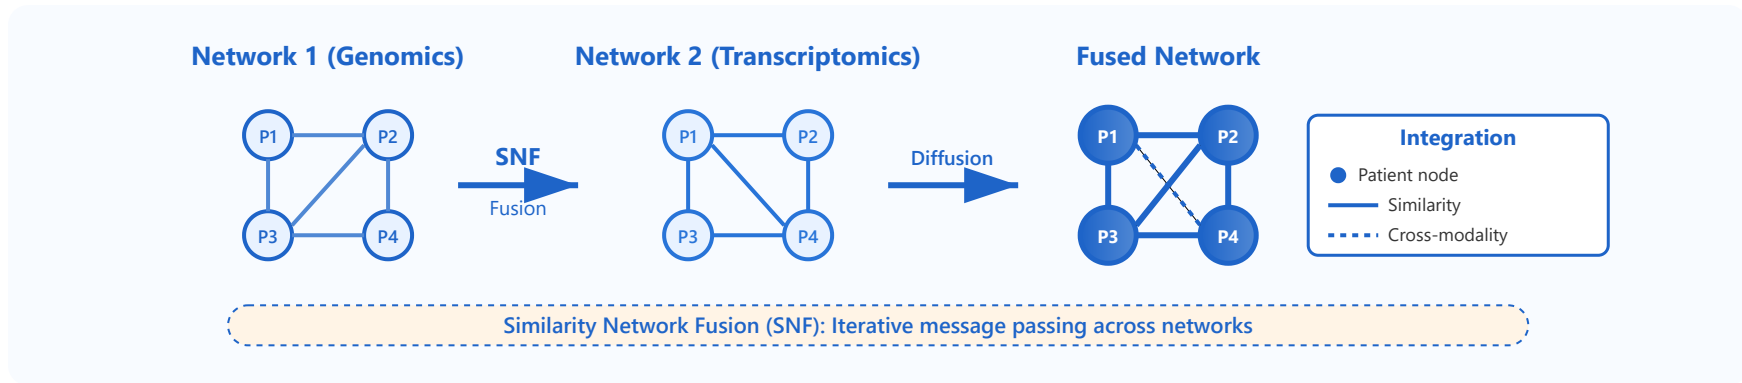 Network 1 (Genomics)
P1
P2
P3
P4
SNF
Fusion
Network 2 (Transcriptomics)
P1
P2
P3
P4
Diffusion
Fused Network
P1
P2
P3
P4
Integration
Patient node
Similarity
Cross-modality
Similarity Network Fusion (SNF): Iterative message passing across networks